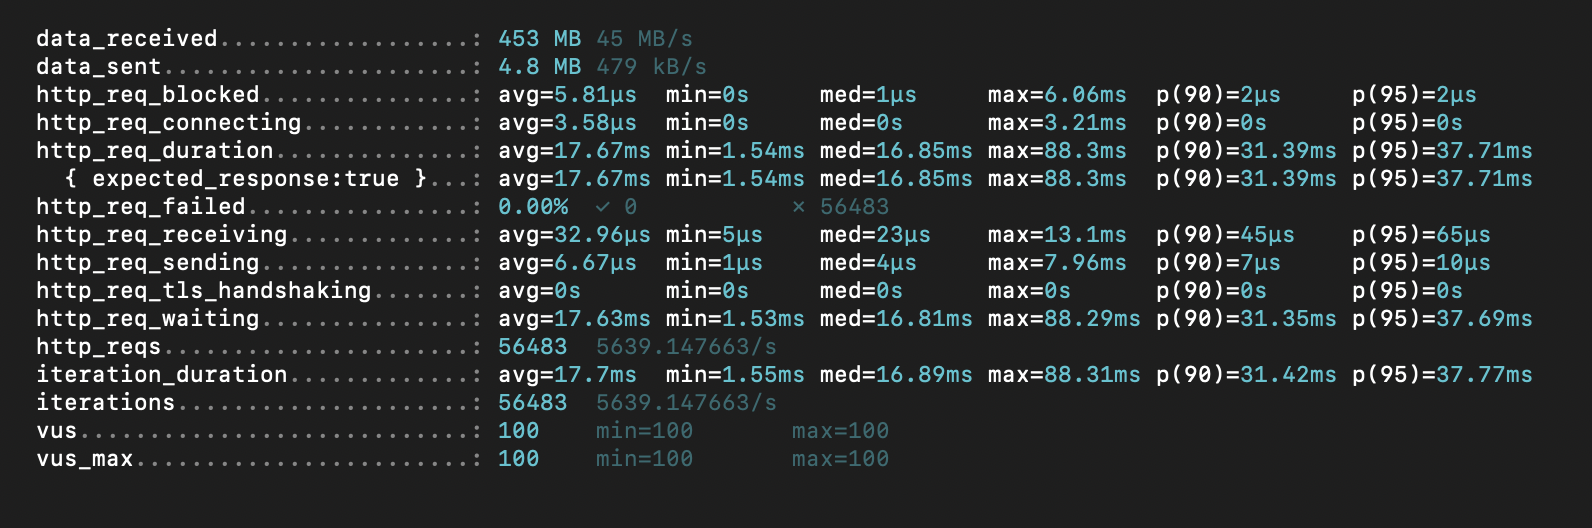 data_received..................: 453 MB 45 MB/s
data_sent......................: 4.8 MB 479 kB/s
http_req_blocked...............: avg=5.81µs  min=0s     med=1µs     max=6.06ms  p(90)=2µs     p(95)=2µs
http_req_connecting............: avg=3.58µs  min=0s     med=0s      max=3.21ms  p(90)=0s      p(95)=0s
http_req_duration..............: avg=17.67ms min=1.54ms med=16.85ms max=88.3ms  p(90)=31.39ms p(95)=37.71ms
  { expected_response:true }...: avg=17.67ms min=1.54ms med=16.85ms max=88.3ms  p(90)=31.39ms p(95)=37.71ms
http_req_failed................: 0.00%  ✓ 0           ✗ 56483
http_req_receiving.............: avg=32.96µs min=5µs    med=23µs    max=13.1ms  p(90)=45µs    p(95)=65µs
http_req_sending...............: avg=6.67µs  min=1µs    med=4µs     max=7.96ms  p(90)=7µs     p(95)=10µs
http_req_tls_handshaking.......: avg=0s      min=0s     med=0s      max=0s      p(90)=0s      p(95)=0s
http_req_waiting...............: avg=17.63ms min=1.53ms med=16.81ms max=88.29ms p(90)=31.35ms p(95)=37.69ms
http_reqs......................: 56483  5639.147663/s
iteration_duration.............: avg=17.7ms  min=1.55ms med=16.89ms max=88.31ms p(90)=31.42ms p(95)=37.77ms
iterations.....................: 56483  5639.147663/s
vus............................: 100    min=100       max=100
vus_max........................: 100    min=100       max=100